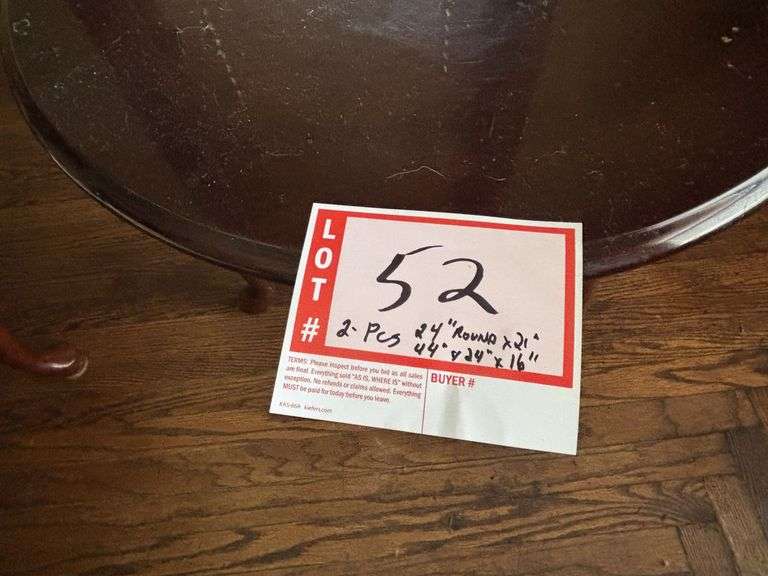 LOT #
52
2- Pcs 24" ROUND x 21"
44" x 24" x 16"
TERMS: Please inspect before you bid as all sales
are final. Everything sold "AS IS, WHERE IS" without
exception. No refunds or claims allowed. Everything
MUST be paid for today before you leave.
BUYER #
kiefers.com